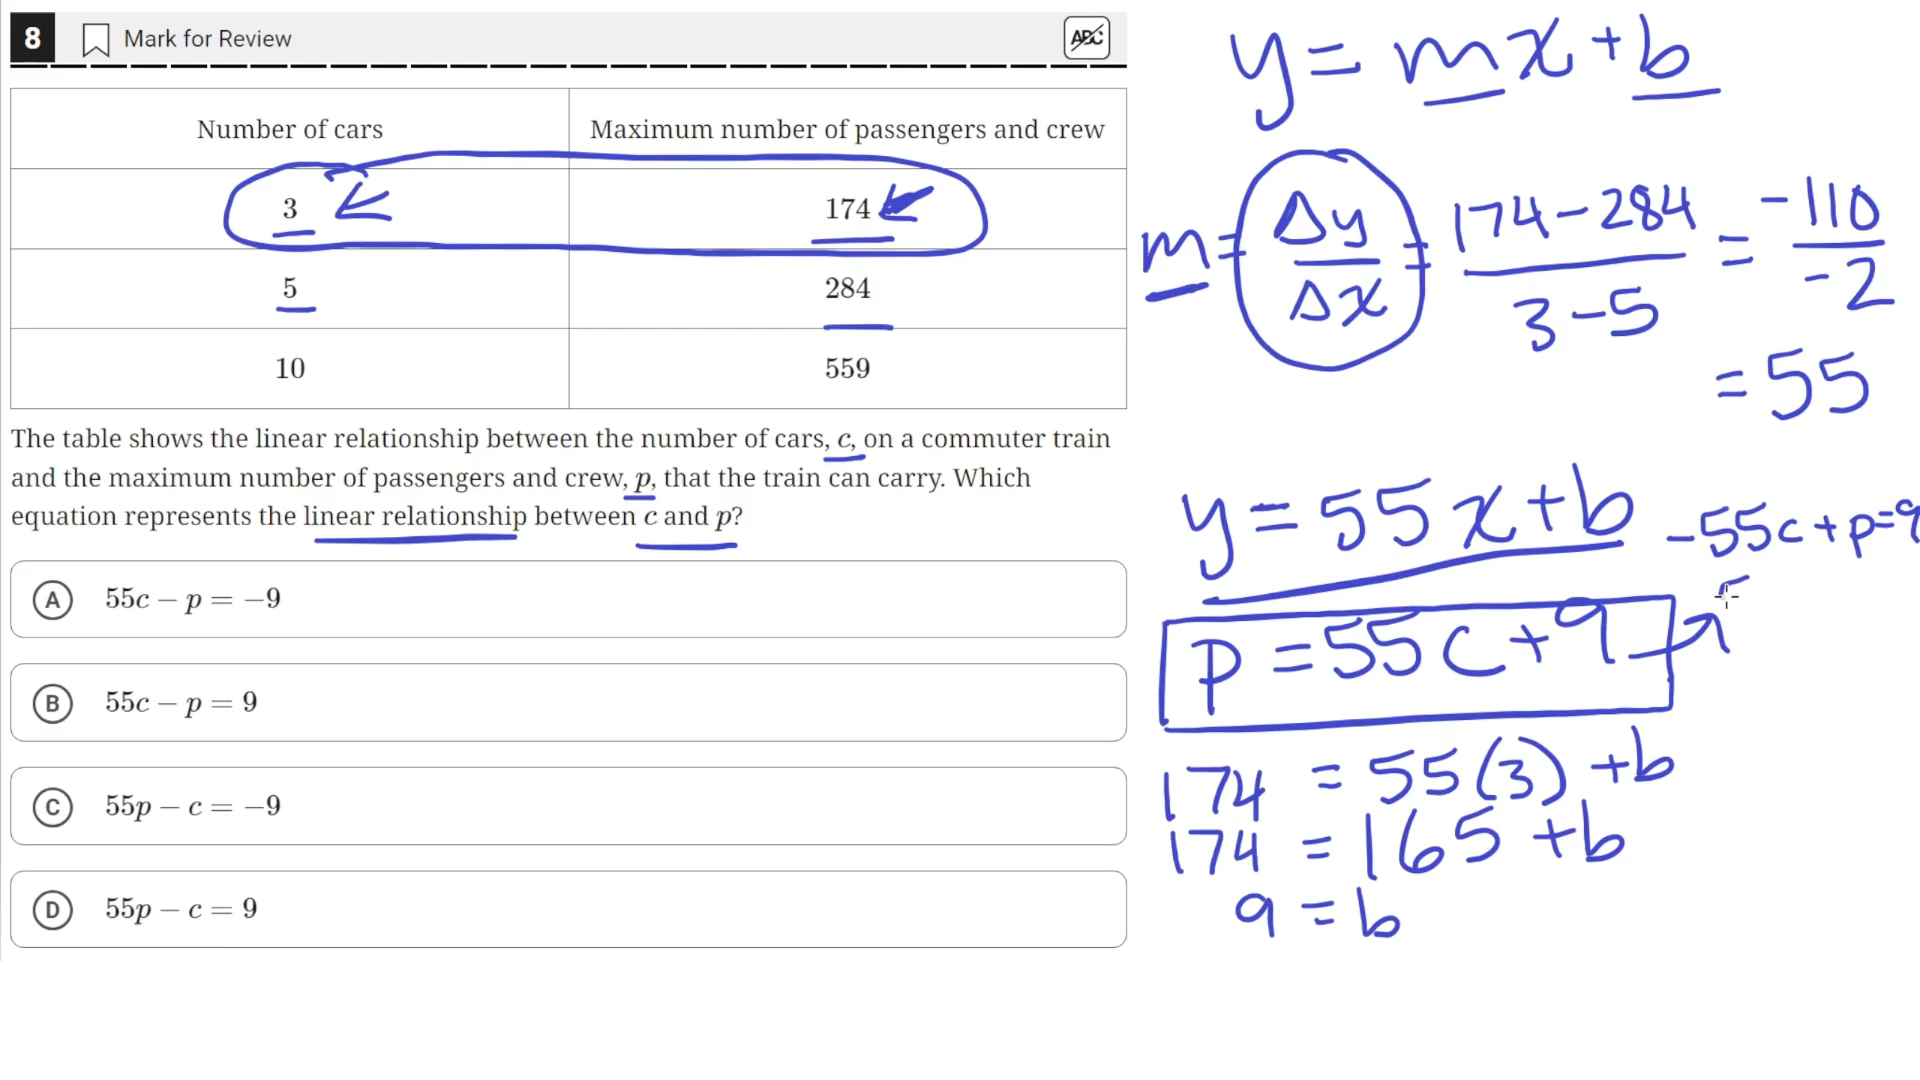 8 Mark for Review ABC
Number of cars Maximum number of passengers and crew
3 174
5 284
10 559
The table shows the linear relationship between the number of cars, c, on a commuter train
and the maximum number of passengers and crew, p, that the train can carry. Which
equation represents the linear relationship between c and p?
A 55c – p = –9
B 55c – p = 9
C 55p – c = –9
D 55p – c = 9
y = mx + b
m = Δy/Δx = (174 – 284)/(3 – 5) = –110/–2
= 55
y = 55x + b
–55c + p = 9
p = 55c + 9
174 = 55(3) + b
174 = 165 + b
9 = b